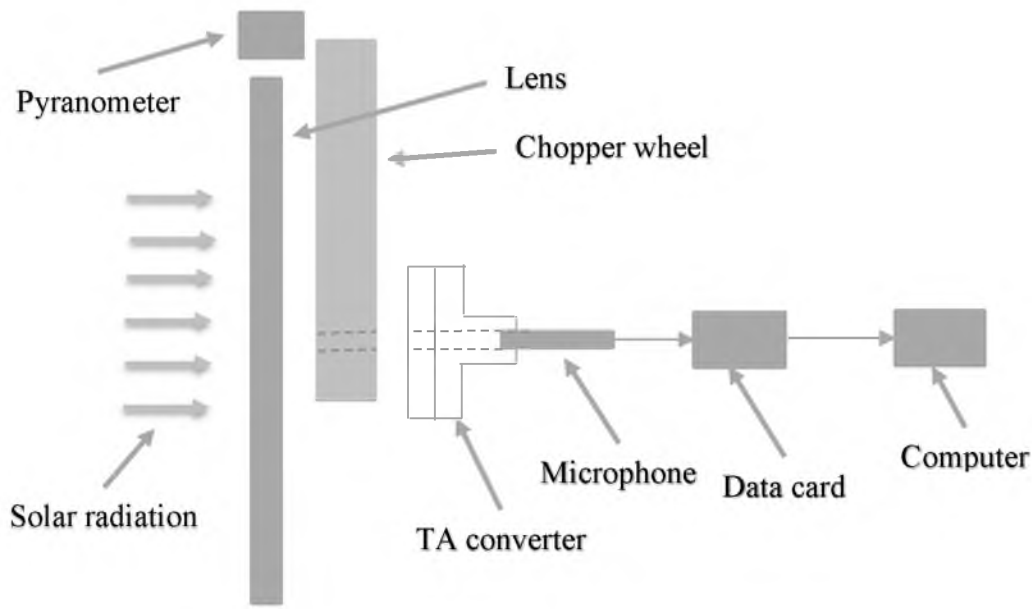 Pyranometer
Lens
Chopper wheel
Solar radiation
TA converter
Microphone
Data card
Computer